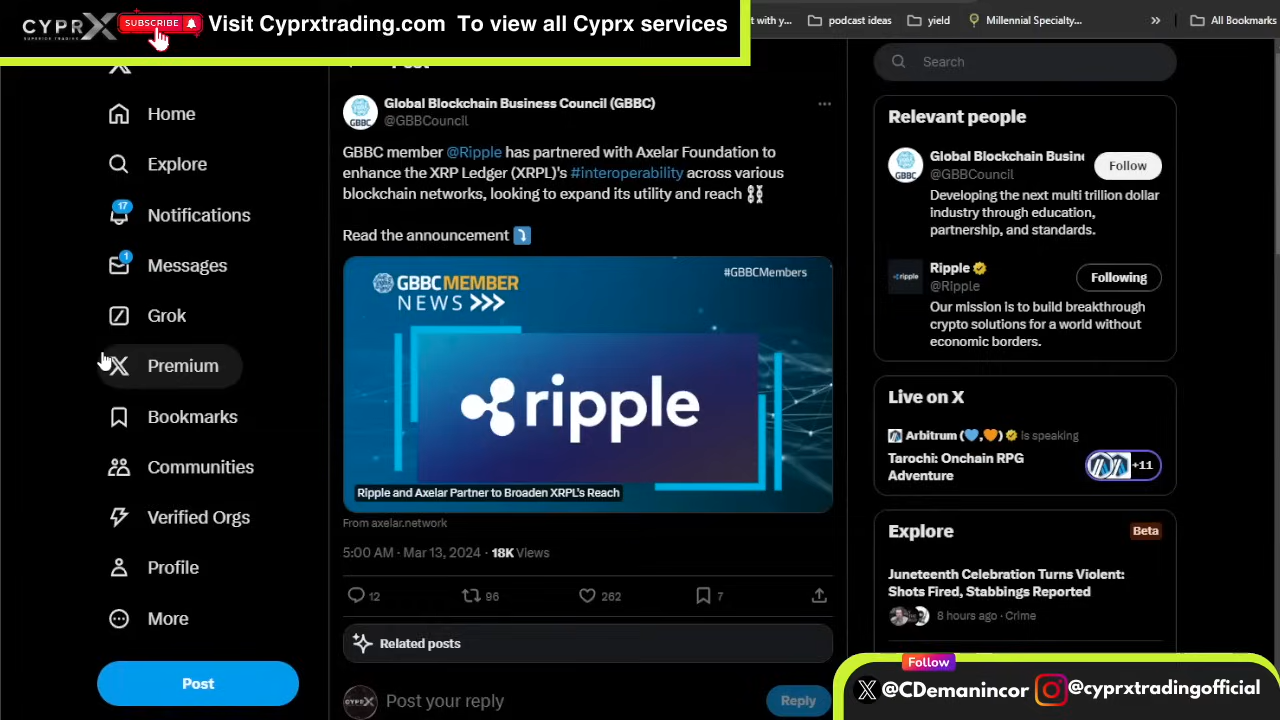 CYPRX
SUPERIOR TRADING
SUBSCRIBE
Visit Cyprxtrading.com To view all Cyprx services
t with y...
podcast ideas
yield
Millennial Specialty...
»
All Bookmarks
Post
Search
Home
Explore
17
Notifications
1
Messages
Grok
Premium
Bookmarks
Communities
Verified Orgs
Profile
More
Post
Global Blockchain Business Council (GBBC)
@GBBCouncil
GBBC member @Ripple has partnered with Axelar Foundation to
enhance the XRP Ledger (XRPL)'s #interoperability across various
blockchain networks, looking to expand its utility and reach ⛓️
Read the announcement ⤵️
GBBC MEMBER
NEWS >>>
#GBBCMembers
ripple
Ripple and Axelar Partner to Broaden XRPL's Reach
From axelar.network
5:00 AM · Mar 13, 2024 · 18K Views
12
96
262
7
Related posts
Post your reply
Reply
Relevant people
Global Blockchain Busine
@GBBCouncil
Follow
Developing the next multi trillion dollar
industry through education,
partnership, and standards.
Ripple
@Ripple
Following
Our mission is to build breakthrough
crypto solutions for a world without
economic borders.
Live on X
Arbitrum (💙,🧡) is speaking
Tarochi: Onchain RPG
Adventure
+11
Explore
Beta
Juneteenth Celebration Turns Violent:
Shots Fired, Stabbings Reported
8 hours ago · Crime
Follow
@CDemanincor
@cyprxtradingofficial